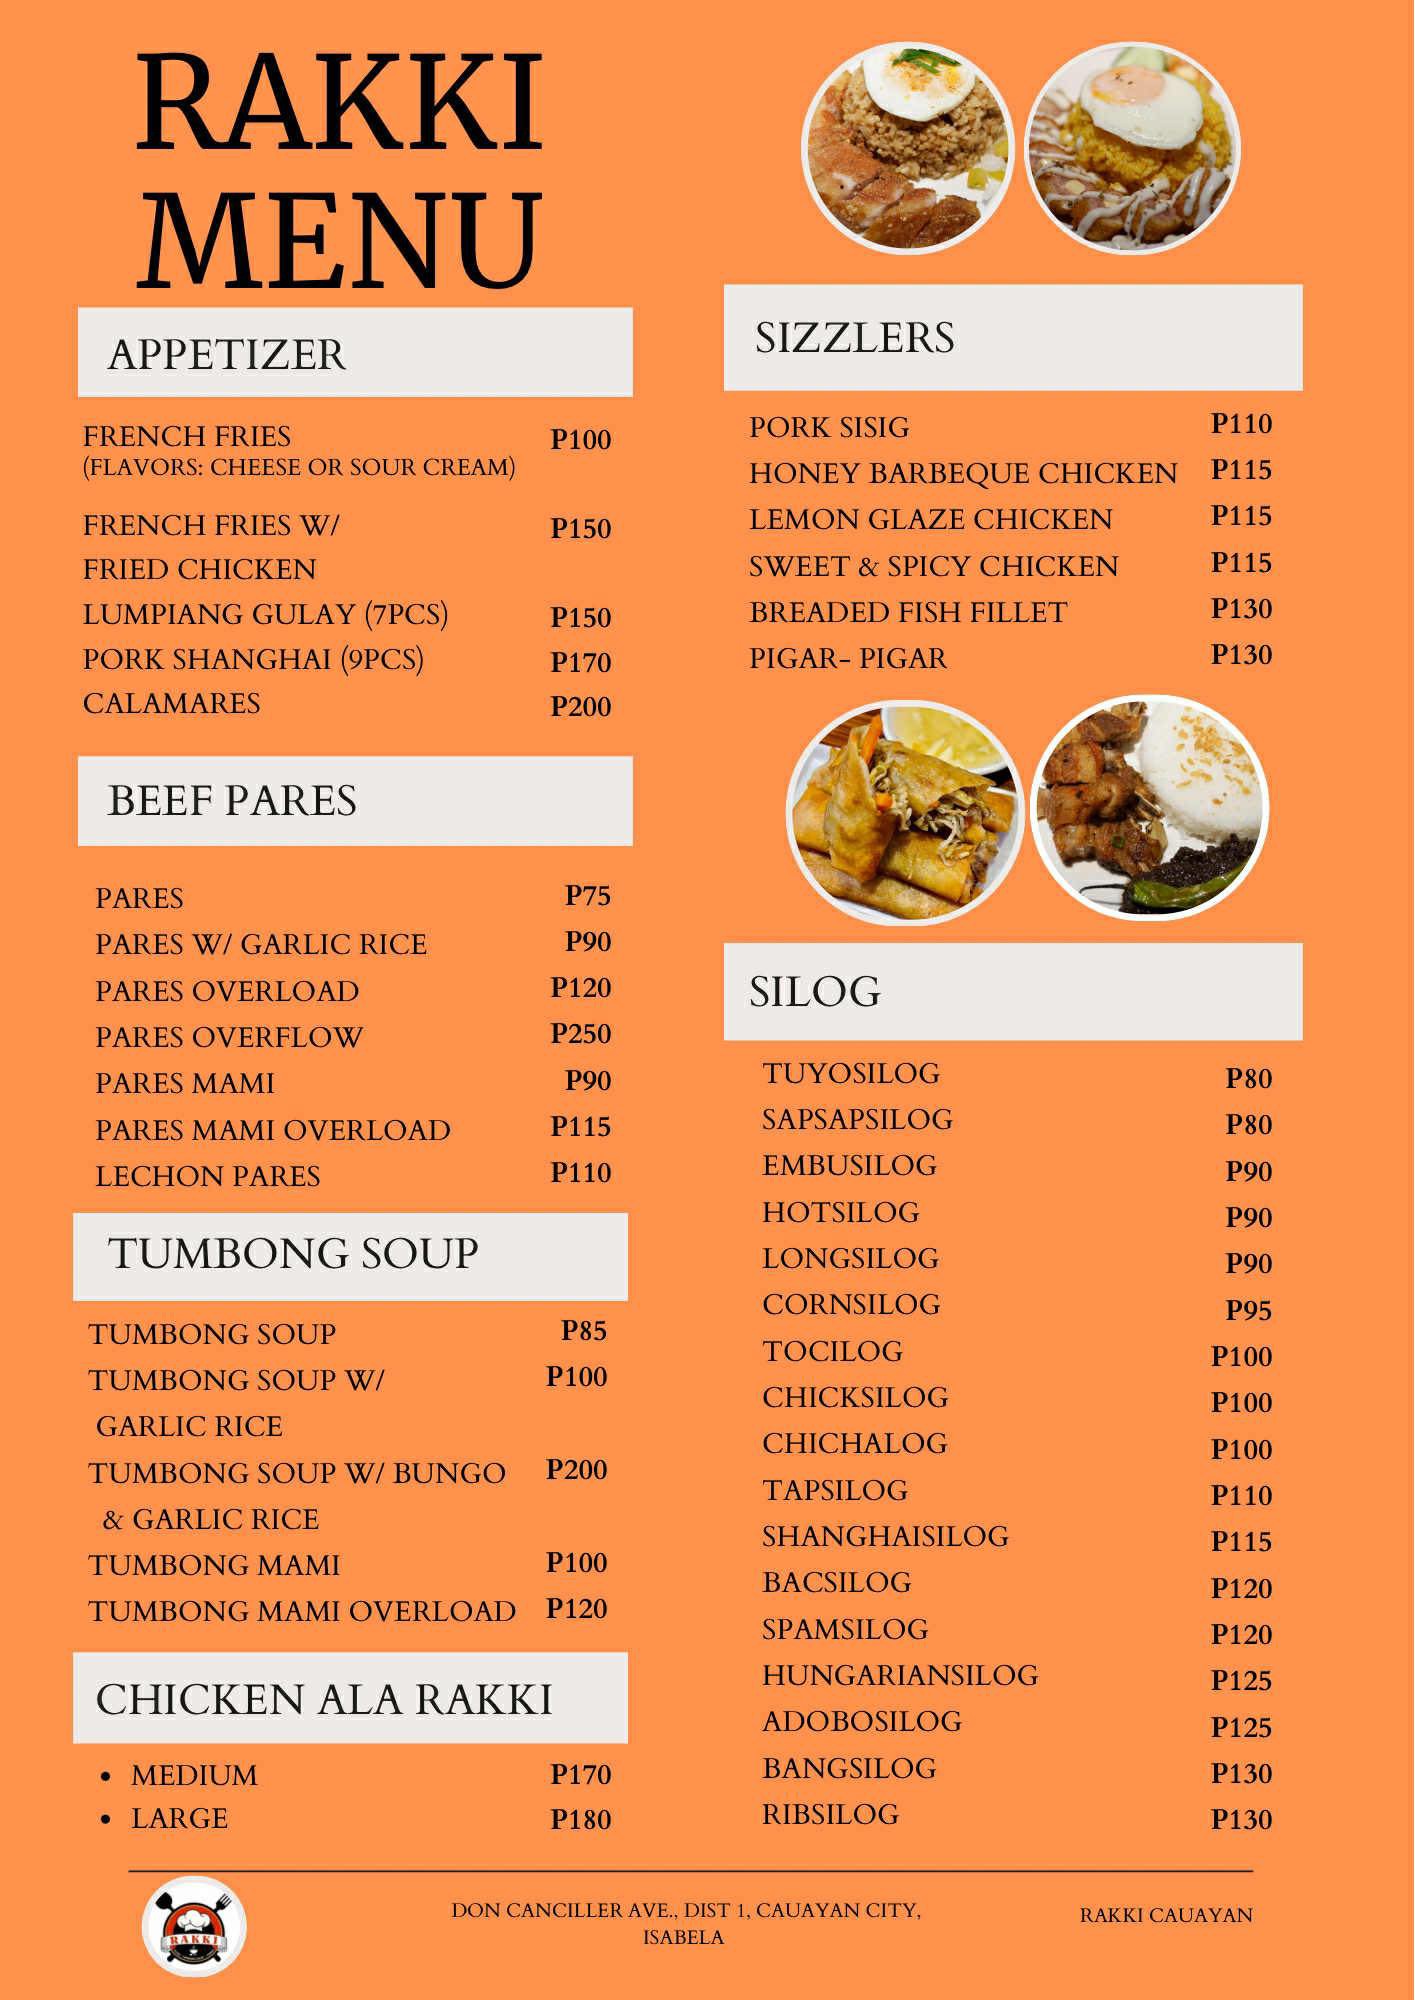 RAKKI
MENU
APPETIZER
FRENCH FRIES P100
(FLAVORS: CHEESE OR SOUR CREAM)
FRENCH FRIES W/ P150
FRIED CHICKEN
LUMPIANG GULAY (7PCS) P150
PORK SHANGHAI (9PCS) P170
CALAMARES P200
BEEF PARES
PARES P75
PARES W/ GARLIC RICE P90
PARES OVERLOAD P120
PARES OVERFLOW P250
PARES MAMI P90
PARES MAMI OVERLOAD P115
LECHON PARES P110
TUMBONG SOUP
TUMBONG SOUP P85
TUMBONG SOUP W/ P100
GARLIC RICE
TUMBONG SOUP W/ BUNGO P200
& GARLIC RICE
TUMBONG MAMI P100
TUMBONG MAMI OVERLOAD P120
CHICKEN ALA RAKKI
• MEDIUM P170
• LARGE P180
SIZZLERS
PORK SISIG P110
HONEY BARBEQUE CHICKEN P115
LEMON GLAZE CHICKEN P115
SWEET & SPICY CHICKEN P115
BREADED FISH FILLET P130
PIGAR- PIGAR P130
SILOG
TUYOSILOG P80
SAPSAPSILOG P80
EMBUSILOG P90
HOTSILOG P90
LONGSILOG P90
CORNSILOG P95
TOCILOG P100
CHICKSILOG P100
CHICHALOG P100
TAPSILOG P110
SHANGHAISILOG P115
BACSILOG P120
SPAMSILOG P120
HUNGARIANSILOG P125
ADOBOSILOG P125
BANGSILOG P130
RIBSILOG P130
RAKKI
DON CANCILLER AVE., DIST 1, CAUAYAN CITY,
ISABELA
RAKKI CAUAYAN